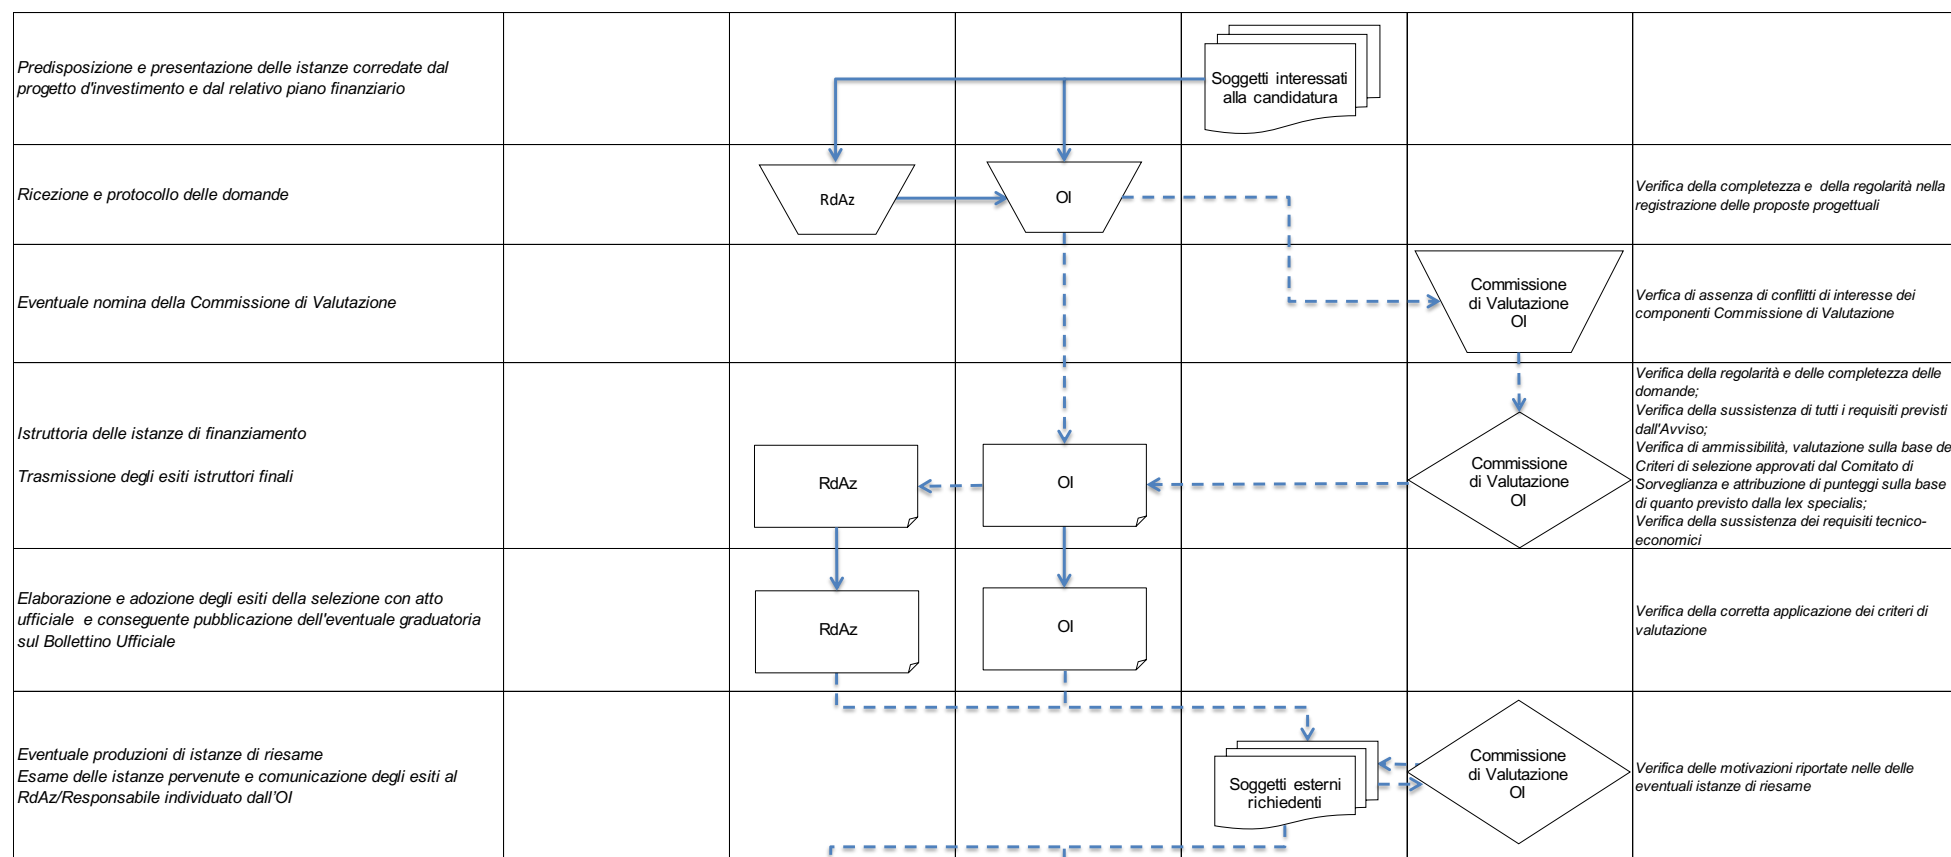 Predisposizione e presentazione delle istanze corredate dal
progetto d'investimento e dal relativo piano finanziario
Soggetti interessati
alla candidatura
Ricezione e protocollo delle domande
RdAz
OI
Verifica della completezza e della regolarità nella
registrazione delle proposte progettuali
Eventuale nomina della Commissione di Valutazione
Commissione
di Valutazione
OI
Verfica di assenza di conflitti di interesse dei
componenti Commissione di Valutazione
Istruttoria delle istanze di finanziamento
Trasmissione degli esiti istruttori finali
RdAz
OI
Commissione
di Valutazione
OI
Verifica della regolarità e delle completezza delle
domande;
Verifica della sussistenza di tutti i requisiti previsti
dall'Avviso;
Verifica di ammissibilità, valutazione sulla base de
Criteri di selezione approvati dal Comitato di
Sorveglianza e attribuzione di punteggi sulla base
di quanto previsto dalla lex specialis;
Verifica della sussistenza dei requisiti tecnico-
economici
Elaborazione e adozione degli esiti della selezione con atto
ufficiale e conseguente pubblicazione dell'eventuale graduatoria
sul Bollettino Ufficiale
RdAz
OI
Verifica della corretta applicazione dei criteri di
valutazione
Eventuale produzioni di istanze di riesame
Esame delle istanze pervenute e comunicazione degli esiti al
RdAz/Responsabile individuato dall'OI
Soggetti esterni
richiedenti
Commissione
di Valutazione
OI
Verifica delle motivazioni riportate nelle delle
eventuali istanze di riesame